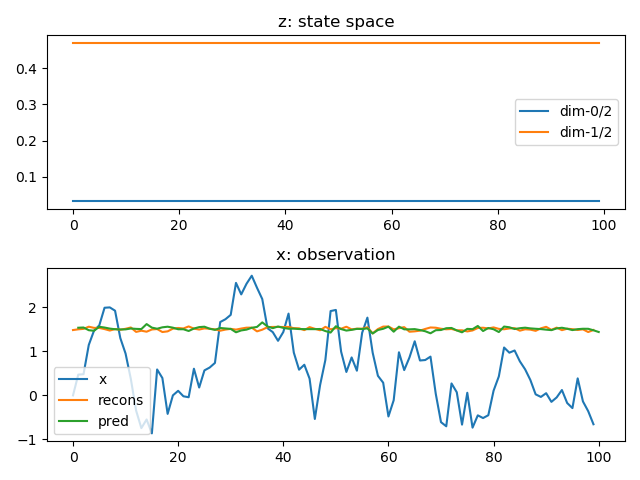 z: state space
0.4
0.3
0.2
0.1
dim-0/2
dim-1/2
0 20 40 60 80 100
x: observation
2
1
0
−1
x
recons
pred
0 20 40 60 80 100